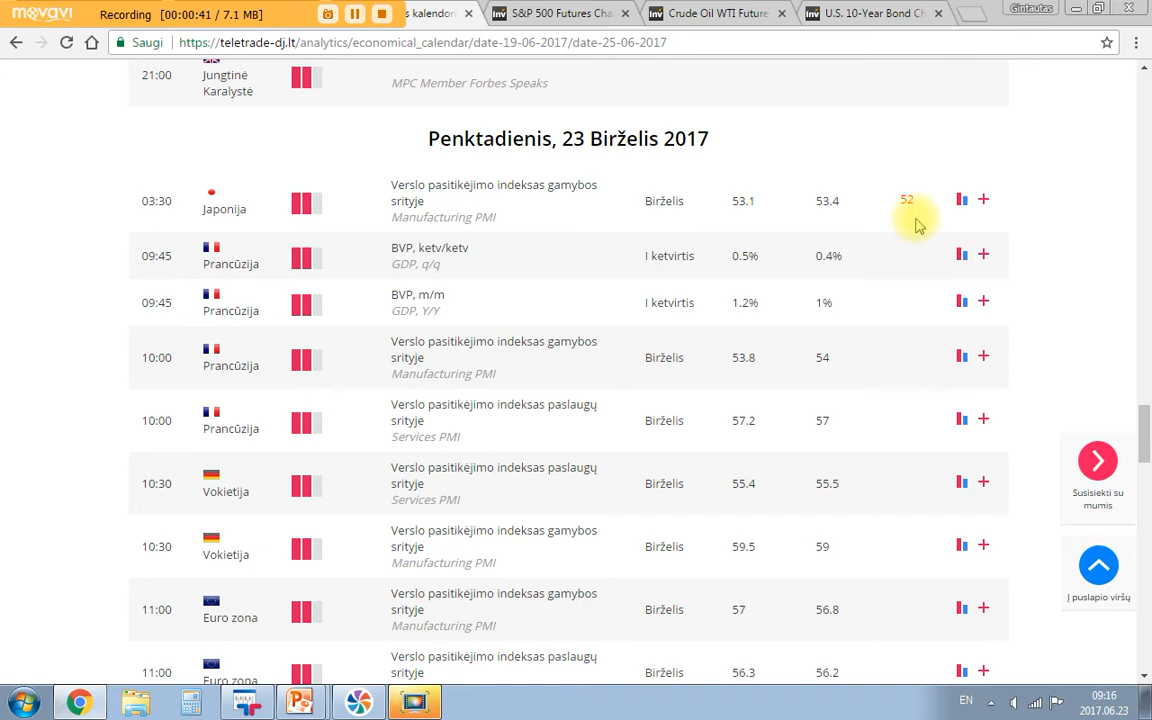 movavi Recording [00:00:41 / 7.1 MB]
s kalendori
S&P 500 Futures Cha
Crude Oil WTI Future
U.S. 10-Year Bond Ch
Gintautas
Saugi https://teletrade-dj.lt/analytics/economical_calendar/date-19-06-2017/date-25-06-2017
21:00 Jungtinė Karalystė MPC Member Forbes Speaks
Penktadienis, 23 Birželis 2017
Verslo pasitikėjimo indeksas gamybos
03:30 Japonija srityje Birželis 53.1 53.4 52
Manufacturing PMI
09:45 Prancūzija BVP, ketv/ketv I ketvirtis 0.5% 0.4%
GDP, q/q
09:45 Prancūzija BVP, m/m I ketvirtis 1.2% 1%
GDP, Y/Y
Verslo pasitikėjimo indeksas gamybos
10:00 Prancūzija srityje Birželis 53.8 54
Manufacturing PMI
Verslo pasitikėjimo indeksas paslaugų
10:00 Prancūzija srityje Birželis 57.2 57
Services PMI
Verslo pasitikėjimo indeksas paslaugų
10:30 Vokietija srityje Birželis 55.4 55.5
Services PMI
Verslo pasitikėjimo indeksas gamybos
10:30 Vokietija srityje Birželis 59.5 59
Manufacturing PMI
Verslo pasitikėjimo indeksas gamybos
11:00 Euro zona srityje Birželis 57 56.8
Manufacturing PMI
Verslo pasitikėjimo indeksas paslaugų
11:00 Euro zona srityje Birželis 56.3 56.2
Susisiekti su
mumis
Į puslapio viršų
EN
09:16
2017.06.23